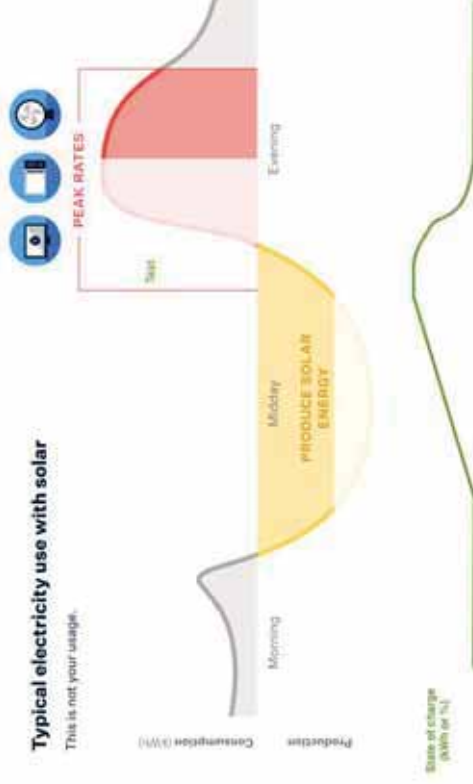 Typical electricity use with solar
This is not your usage.
PEAK RATES
Test
Consumption (kWh)
Production
Morning
Midday
Evening
PRODUCE SOLAR
ENERGY
State of charge
(kWh or %)